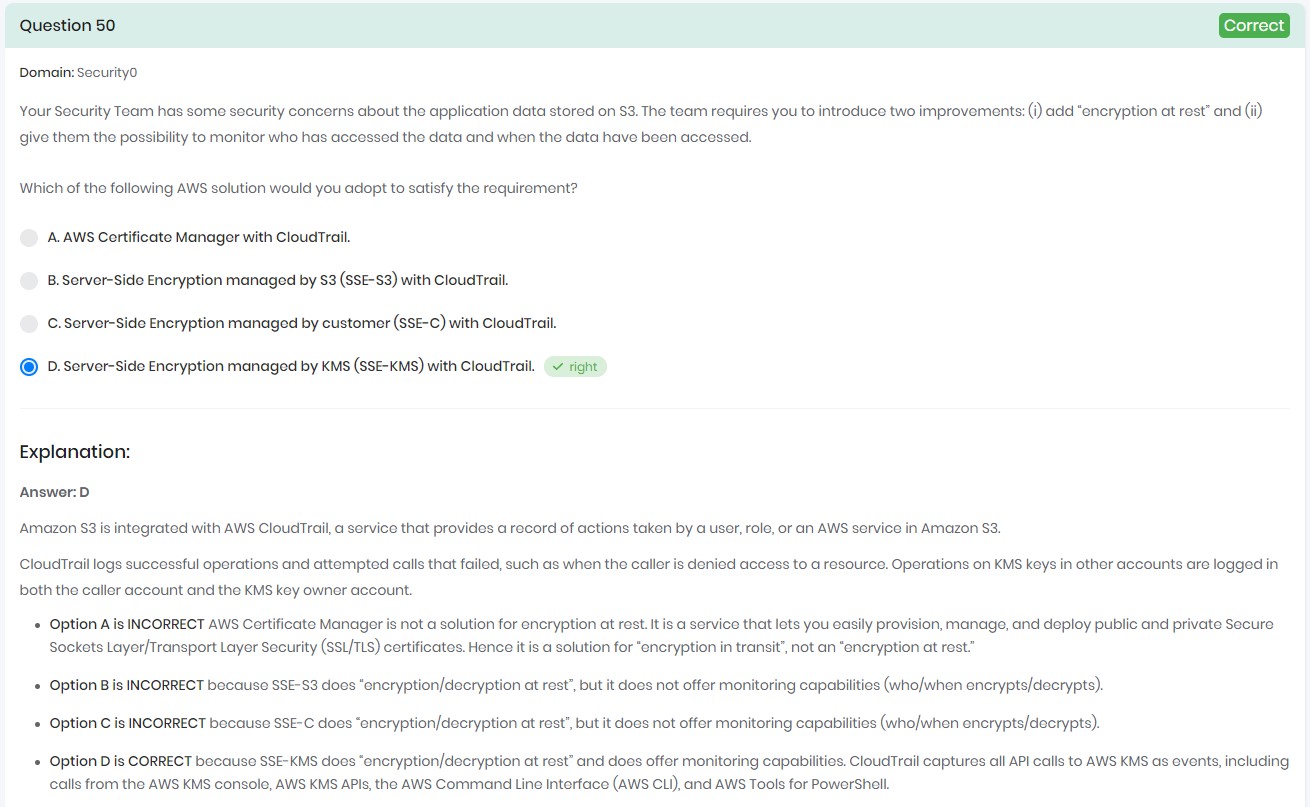 Question 50
Correct
Domain: Security0
Your Security Team has some security concerns about the application data stored on S3. The team requires you to introduce two improvements: (i) add “encryption at rest” and (ii)
give them the possibility to monitor who has accessed the data and when the data have been accessed.
Which of the following AWS solution would you adopt to satisfy the requirement?
A. AWS Certificate Manager with CloudTrail.
B. Server-Side Encryption managed by S3 (SSE-S3) with CloudTrail.
C. Server-Side Encryption managed by customer (SSE-C) with CloudTrail.
D. Server-Side Encryption managed by KMS (SSE-KMS) with CloudTrail. right
Explanation:
Answer: D
Amazon S3 is integrated with AWS CloudTrail, a service that provides a record of actions taken by a user, role, or an AWS service in Amazon S3.
CloudTrail logs successful operations and attempted calls that failed, such as when the caller is denied access to a resource. Operations on KMS keys in other accounts are logged in
both the caller account and the KMS key owner account.
Option A is INCORRECT AWS Certificate Manager is not a solution for encryption at rest. It is a service that lets you easily provision, manage, and deploy public and private Secure
Sockets Layer/Transport Layer Security (SSL/TLS) certificates. Hence it is a solution for “encryption in transit”, not an “encryption at rest.”
Option B is INCORRECT because SSE-S3 does “encryption/decryption at rest”, but it does not offer monitoring capabilities (who/when encrypts/decrypts).
Option C is INCORRECT because SSE-C does “encryption/decryption at rest”, but it does not offer monitoring capabilities (who/when encrypts/decrypts).
Option D is CORRECT because SSE-KMS does “encryption/decryption at rest” and does offer monitoring capabilities. CloudTrail captures all API calls to AWS KMS as events, including
calls from the AWS KMS console, AWS KMS APIs, the AWS Command Line Interface (AWS CLI), and AWS Tools for PowerShell.